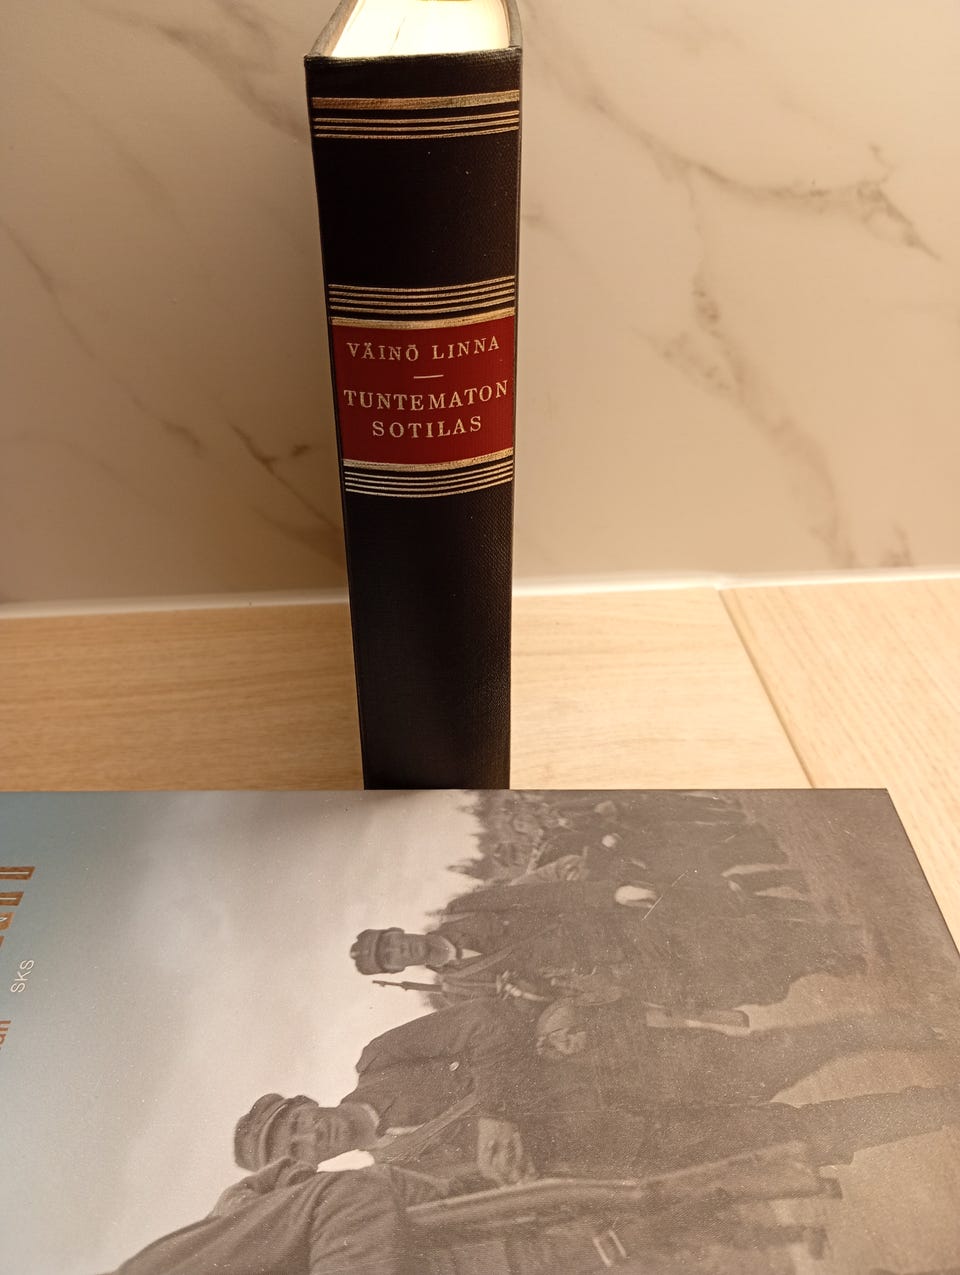 VÄINÖ LINNA
TUNTEMATON
SOTILAS
SKS